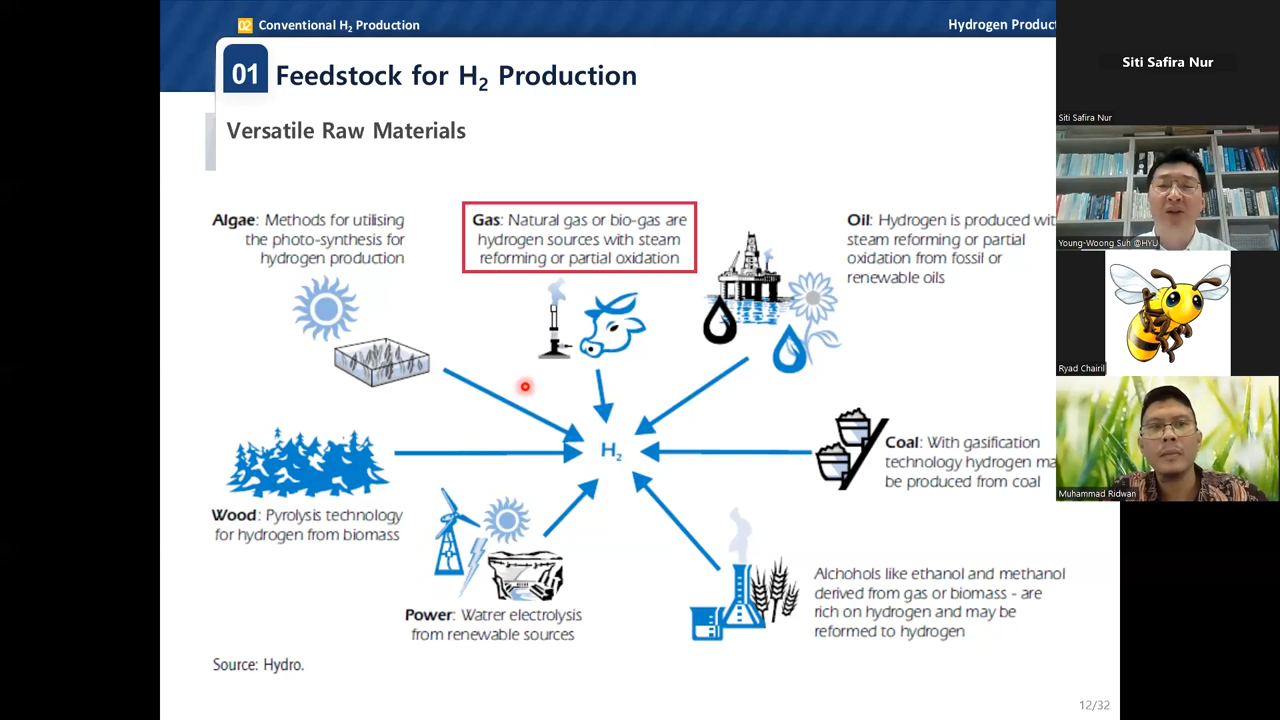 02 Conventional H₂ Production
Hydrogen Produc
01 Feedstock for H₂ Production
Versatile Raw Materials
Algae: Methods for utilising
the photo-synthesis for
hydrogen production
Gas: Natural gas or bio-gas are
hydrogen sources with steam
reforming or partial oxidation
Oil: Hydrogen is produced wit
steam reforming or partial
oxidation from fossil or
renewable oils
H₂
Coal: With gasification
technology hydrogen ma
be produced from coal
Wood: Pyrolysis technology
for hydrogen from biomass
Power: Watrer electrolysis
from renewable sources
Alchohols like ethanol and methanol
derived from gas or biomass - are
rich on hydrogen and may be
reformed to hydrogen
Source: Hydro.
12/32
Siti Safira Nur
Siti Safira Nur
Young-Woong Suh @HYU
Ryad Chairil
Muhammad Ridwan